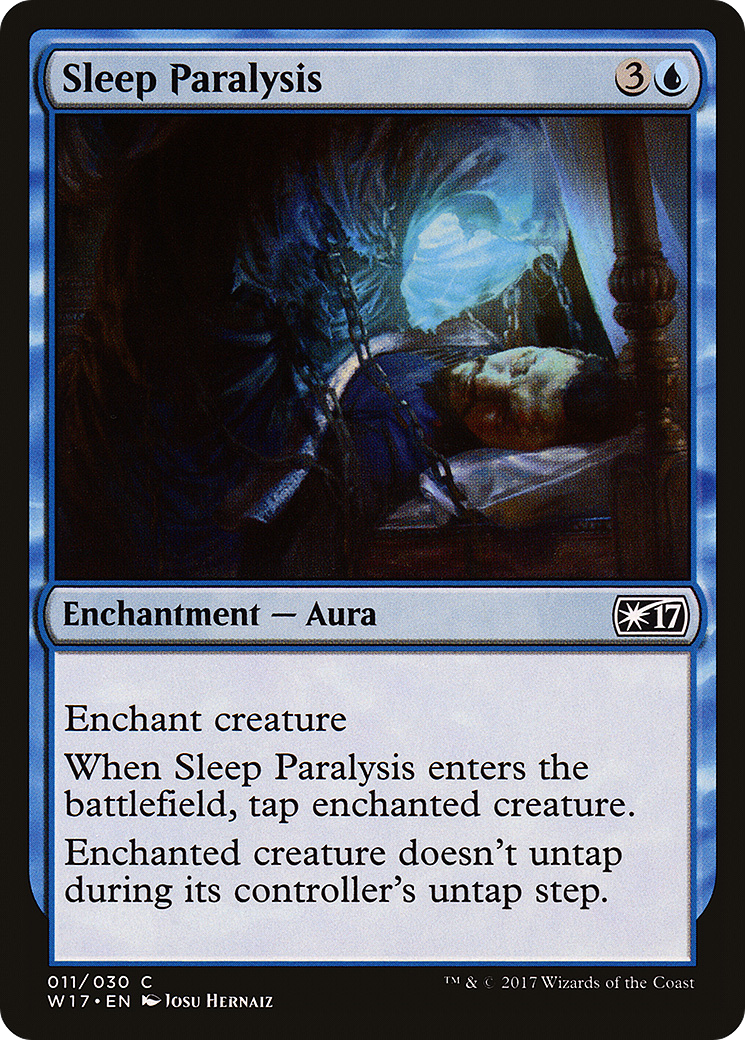 Sleep Paralysis 3
Enchantment — Aura
17
Enchant creature
When Sleep Paralysis enters the
battlefield, tap enchanted creature.
Enchanted creature doesn't untap
during its controller's untap step.
011/030 C
™ & © 2017 Wizards of the Coast
W17 • EN Josu Hernaiz